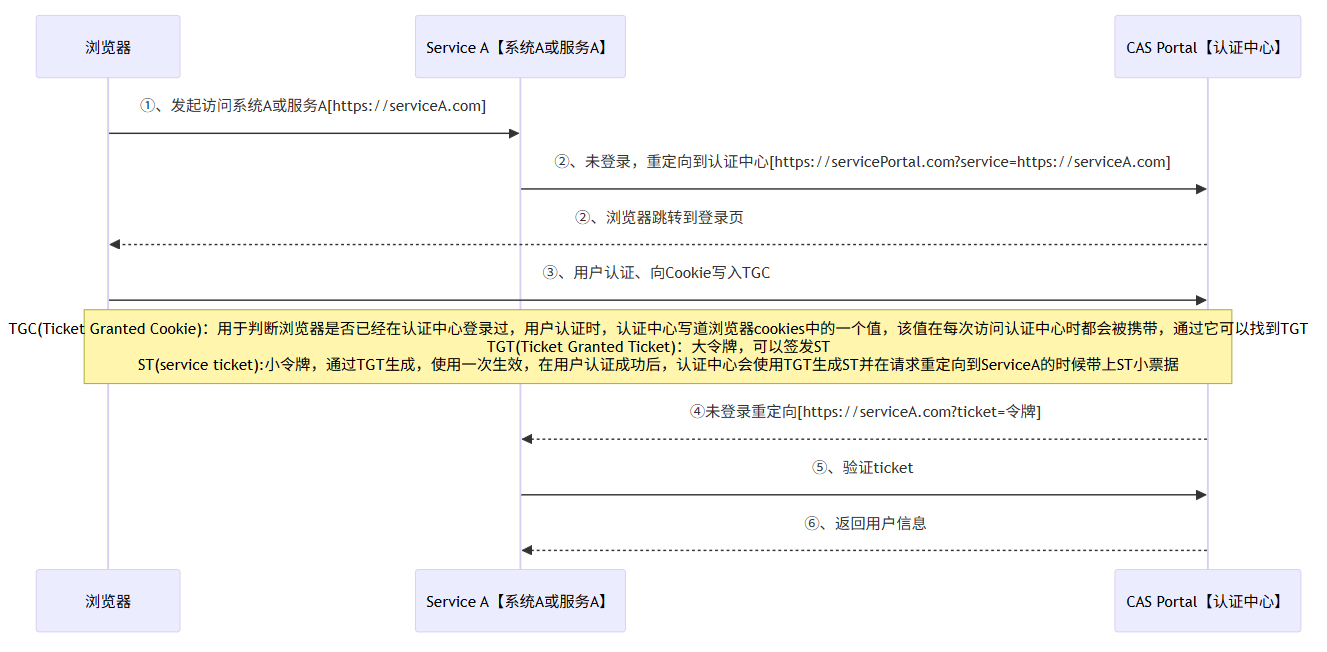 浏览器
Service A【系统A或服务A】
CAS Portal【认证中心】
①、发起访问系统A或服务A[https://serviceA.com]
②、未登录，重定向到认证中心[https://servicePortal.com?service=https://serviceA.com]
②、浏览器跳转到登录页
③、用户认证、向Cookie写入TGC
TGC(Ticket Granted Cookie)：用于判断浏览器是否已经在认证中心登录过，用户认证时，认证中心写道浏览器cookies中的一个值，该值在每次访问认证中心时都会被携带，通过它可以找到TGT
TGT(Ticket Granted Ticket)：大令牌，可以签发ST
ST(service ticket):小令牌，通过TGT生成，使用一次生效，在用户认证成功后，认证中心会使用TGT生成ST并在请求重定向到ServiceA的时候带上ST小票据
④未登录重定向[https://serviceA.com?ticket=令牌]
⑤、验证ticket
⑥、返回用户信息
浏览器
Service A【系统A或服务A】
CAS Portal【认证中心】